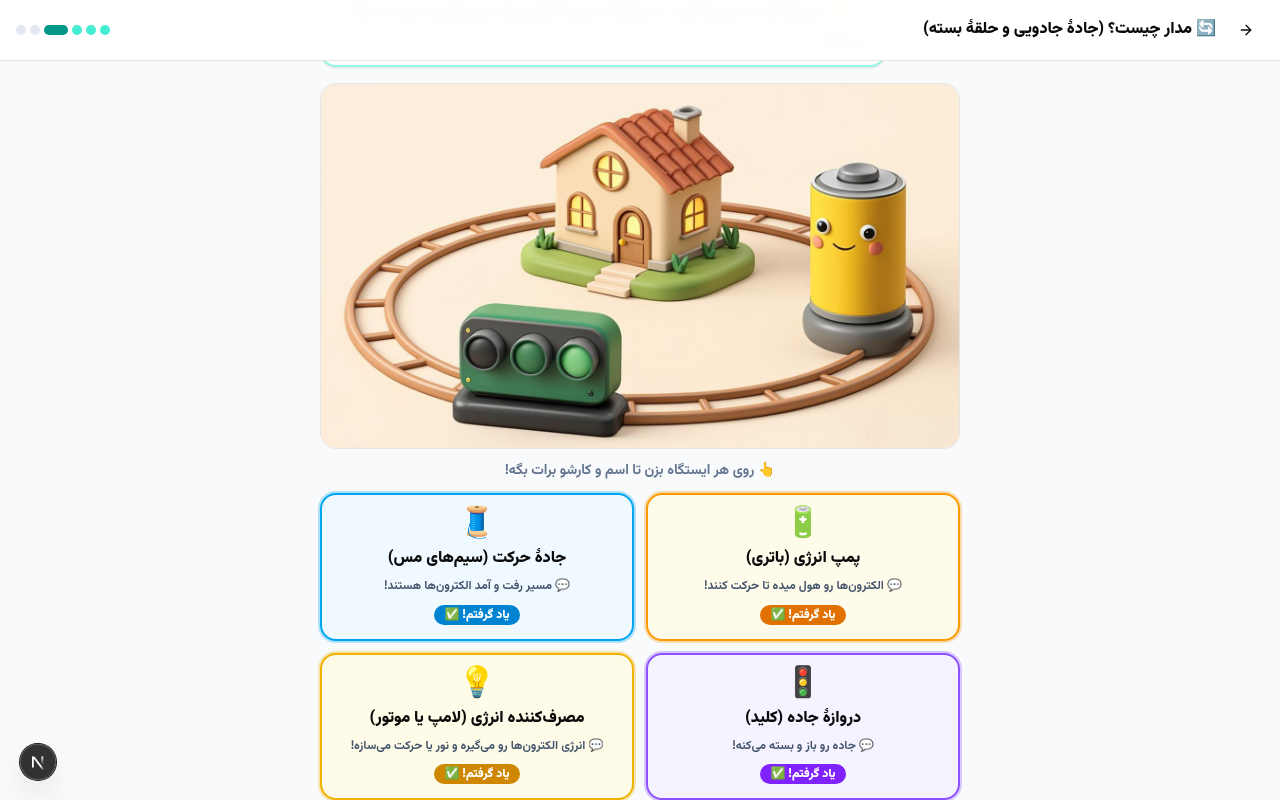 🔄 مدار چیست؟ (جادهٔ جادویی و حلقهٔ بسته)
👆 روی هر ایستگاه بزن تا اسم و کارشو برات بگه!
پمپ انرژی (باتری)
💬 الکترون‌ها رو هول میده تا حرکت کنند!
یاد گرفتم! ✅
جادهٔ حرکت (سیم‌های مس)
💬 مسیر رفت و آمد الکترون‌ها هستند!
یاد گرفتم! ✅
دروازهٔ جاده (کلید)
💬 جاده رو باز و بسته می‌کنه!
یاد گرفتم! ✅
مصرف‌کننده انرژی (لامپ یا موتور)
💬 انرژی الکترون‌ها رو می‌گیره و نور یا حرکت می‌سازه!
یاد گرفتم! ✅
N